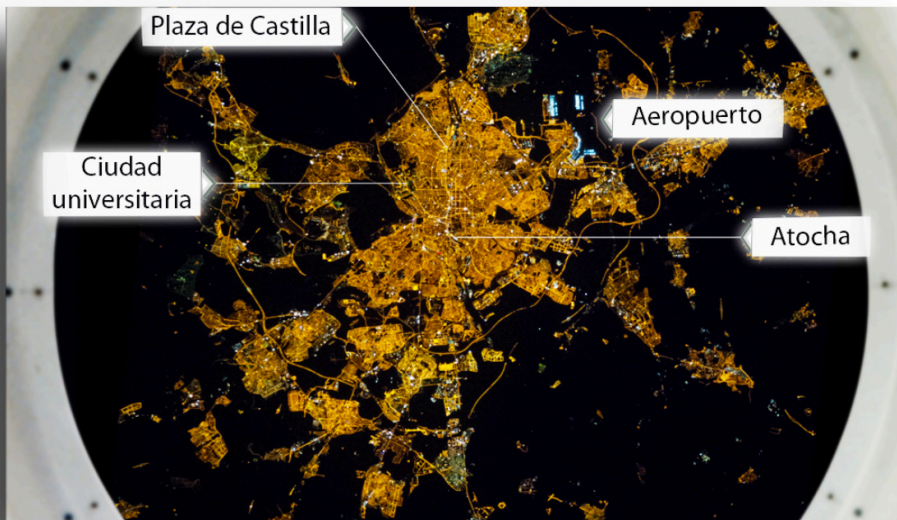 Plaza de Castilla
Aeropuerto
Ciudad
universitaria
Atocha